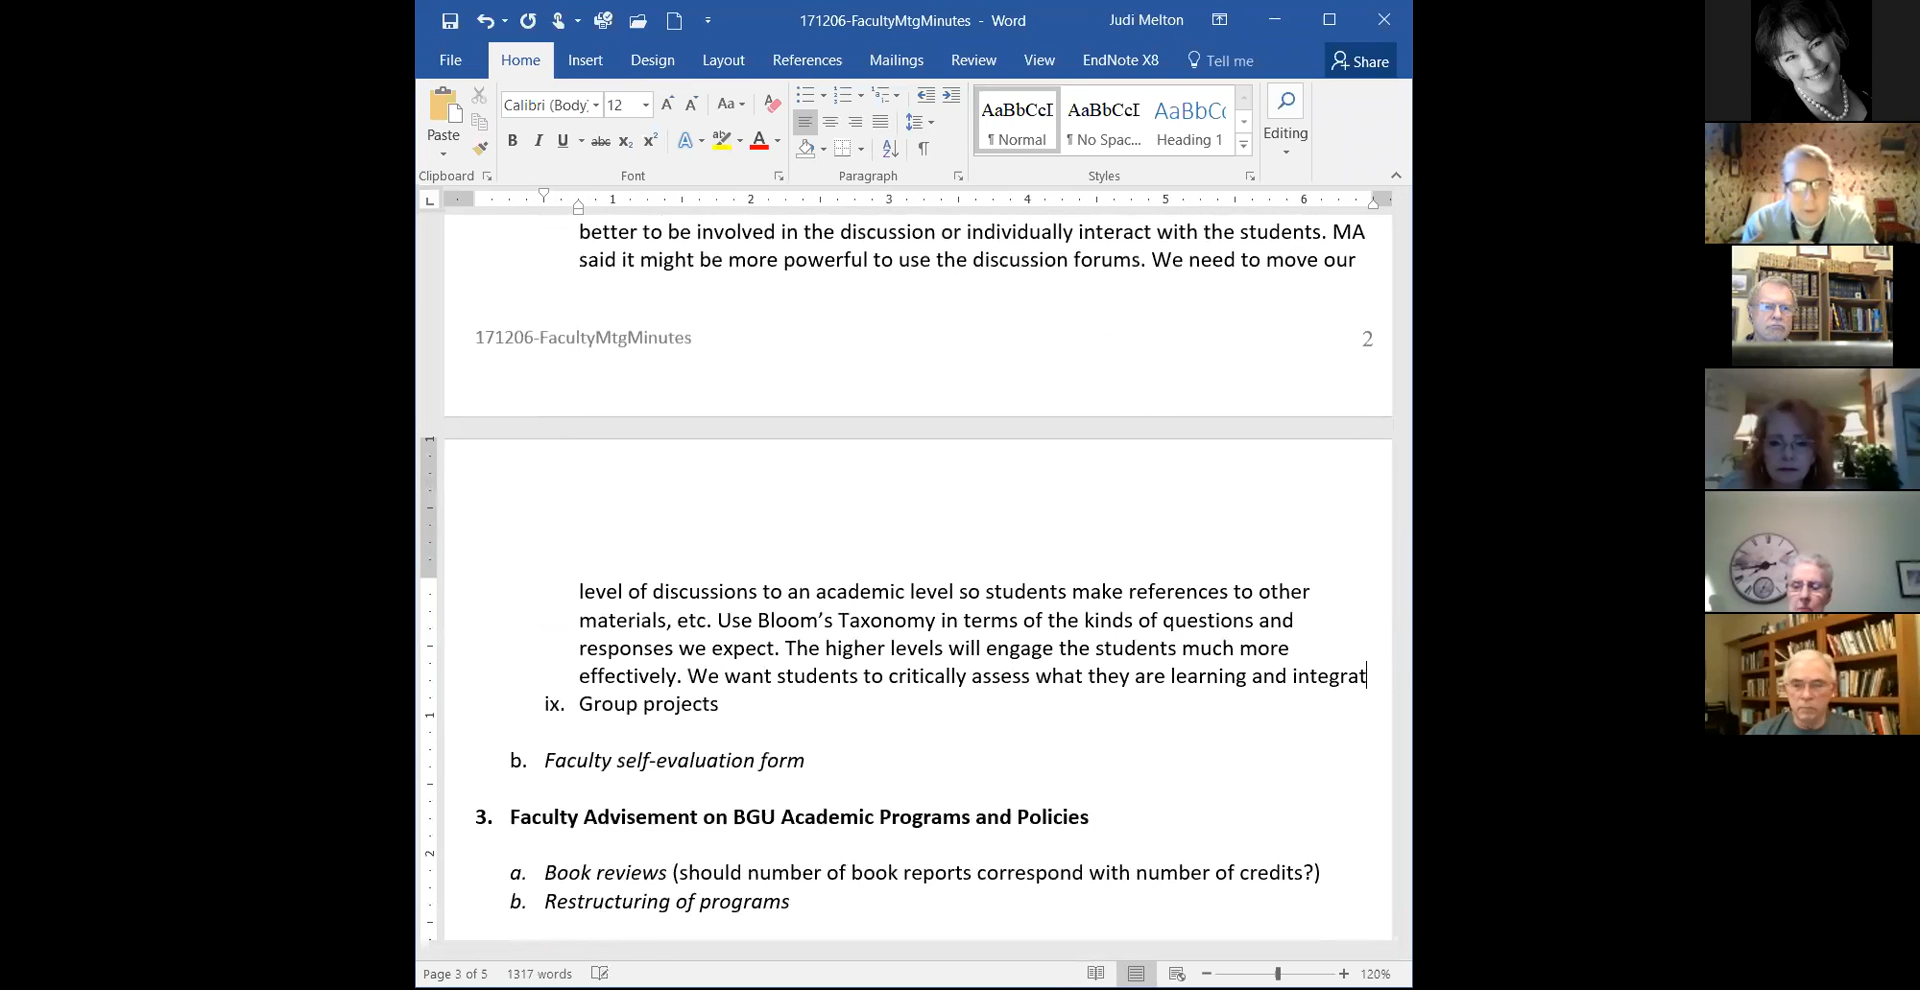 171206-FacultyMtgMinutes - Word
Judi Melton
File Home Insert Design Layout References Mailings Review View EndNote X8 Tell me Share
Paste
Calibri (Body) 12
AaBbCcI AaBbCcI AaBbCc
¶ Normal ¶ No Spac... Heading 1
Editing
Clipboard Font Paragraph Styles
1 2 3 4 5 6
better to be involved in the discussion or individually interact with the students. MA
said it might be more powerful to use the discussion forums. We need to move our
171206-FacultyMtgMinutes 2
level of discussions to an academic level so students make references to other
materials, etc. Use Bloom’s Taxonomy in terms of the kinds of questions and
responses we expect. The higher levels will engage the students much more
effectively. We want students to critically assess what they are learning and integrat
ix. Group projects
b. Faculty self-evaluation form
3. Faculty Advisement on BGU Academic Programs and Policies
a. Book reviews (should number of book reports correspond with number of credits?)
b. Restructuring of programs
Page 3 of 5 1317 words 120%